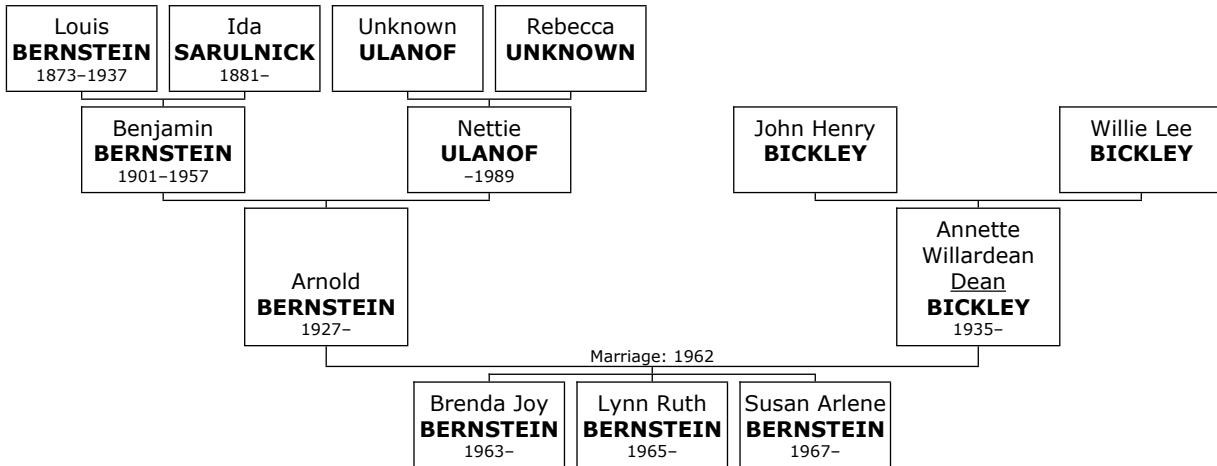 Louis
BERNSTEIN
1873–1937
Ida
SARULNICK
1881–
Unknown
ULANOF
Rebecca
UNKNOWN
Benjamin
BERNSTEIN
1901–1957
Nettie
ULANOF
–1989
John Henry
BICKLEY
Willie Lee
BICKLEY
Arnold
BERNSTEIN
1927–
Annette
Willardean
Dean
BICKLEY
1935–
Marriage: 1962
Brenda Joy
BERNSTEIN
1963–
Lynn Ruth
BERNSTEIN
1965–
Susan Arlene
BERNSTEIN
1967–